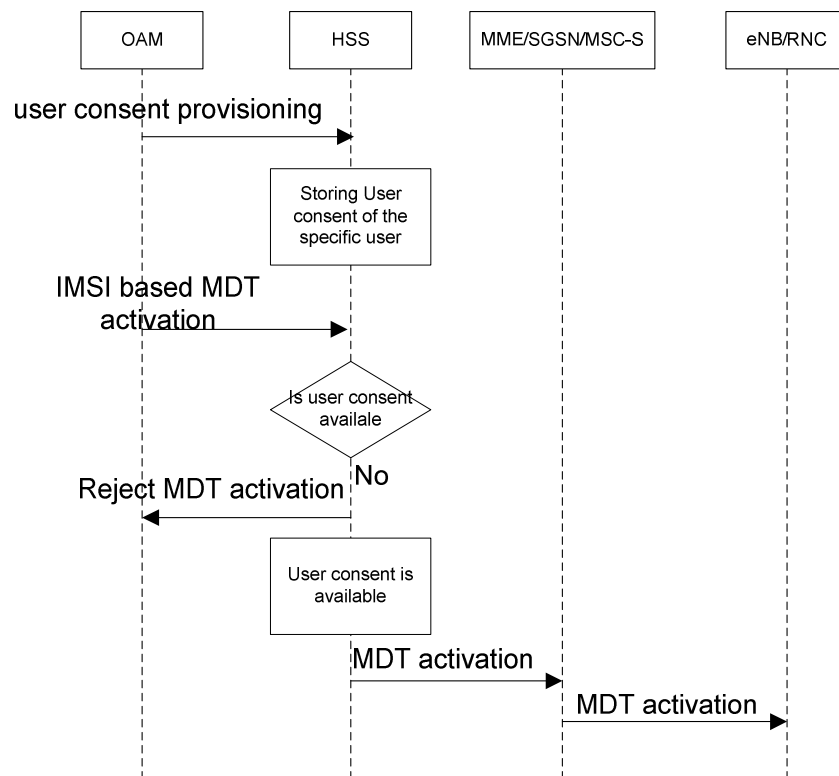 OAM
HSS
MME/SGSN/MSC-S
eNB/RNC
user consent provisioning
Storing User
consent of the
specific user
IMSI based MDT
activation
Is user consent
availale
No
Reject MDT activation
User consent is
available
MDT activation
MDT activation